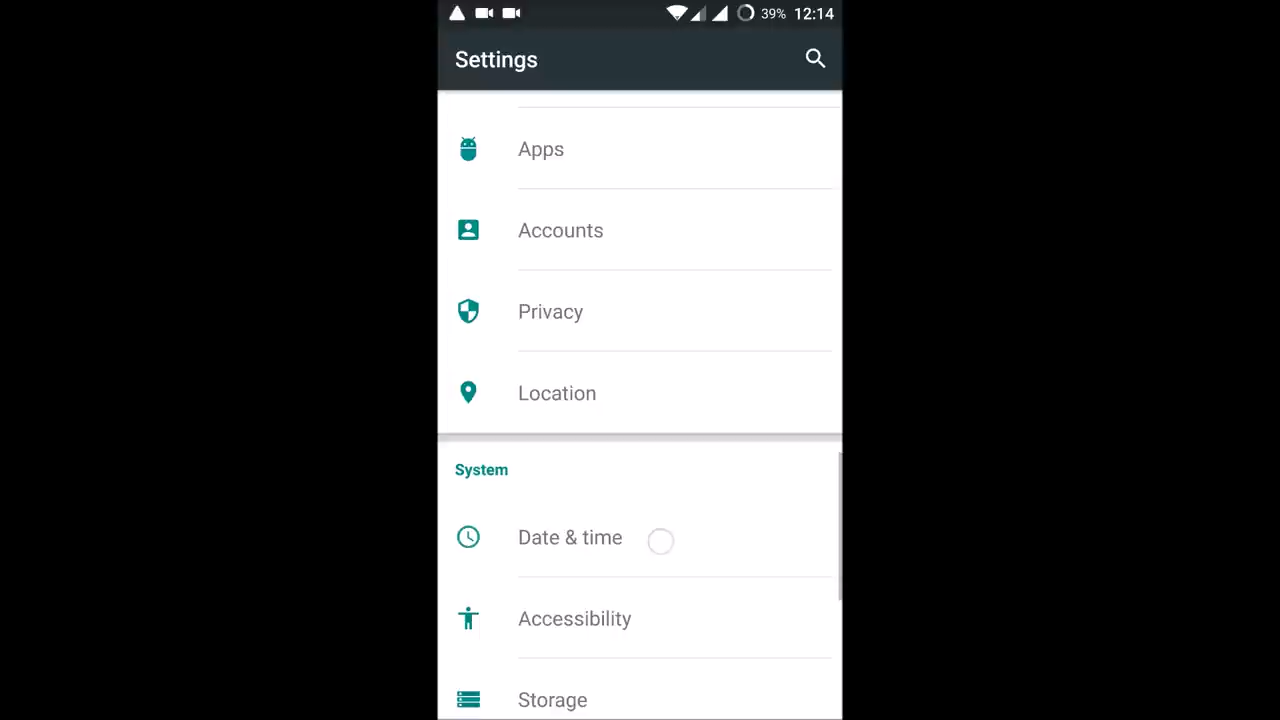 39% 12:14
Settings
Apps
Accounts
Privacy
Location
System
Date & time
Accessibility
Storage